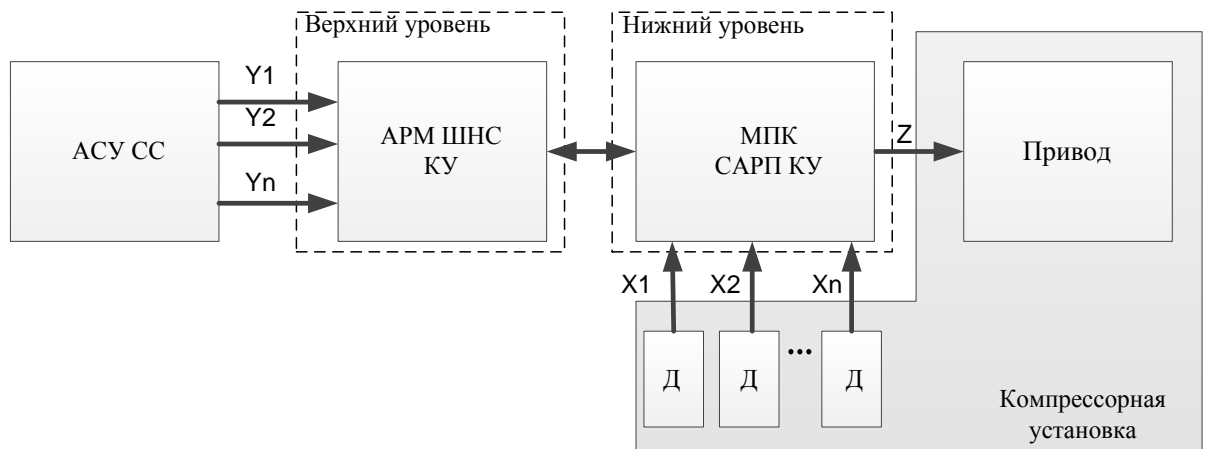 Верхний уровень
Нижний уровень
АСУ СС
Y1
Y2
Yn
АРМ ШНС
КУ
МПК
САРП КУ
Z
Привод
X1
X2
Xn
Д
Д
...
Д
Компрессорная
установка